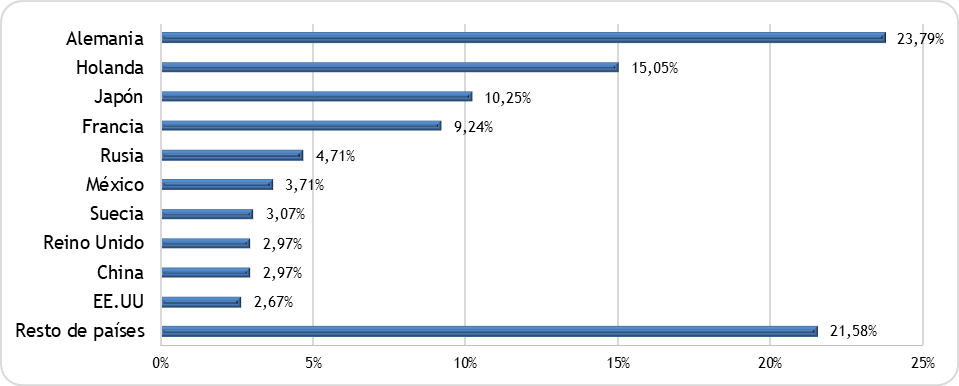 Alemania 23,79%
Holanda 15,05%
Japón 10,25%
Francia 9,24%
Rusia 4,71%
México 3,71%
Suecia 3,07%
Reino Unido 2,97%
China 2,97%
EE.UU 2,67%
Resto de países 21,58%
0% 5% 10% 15% 20% 25%